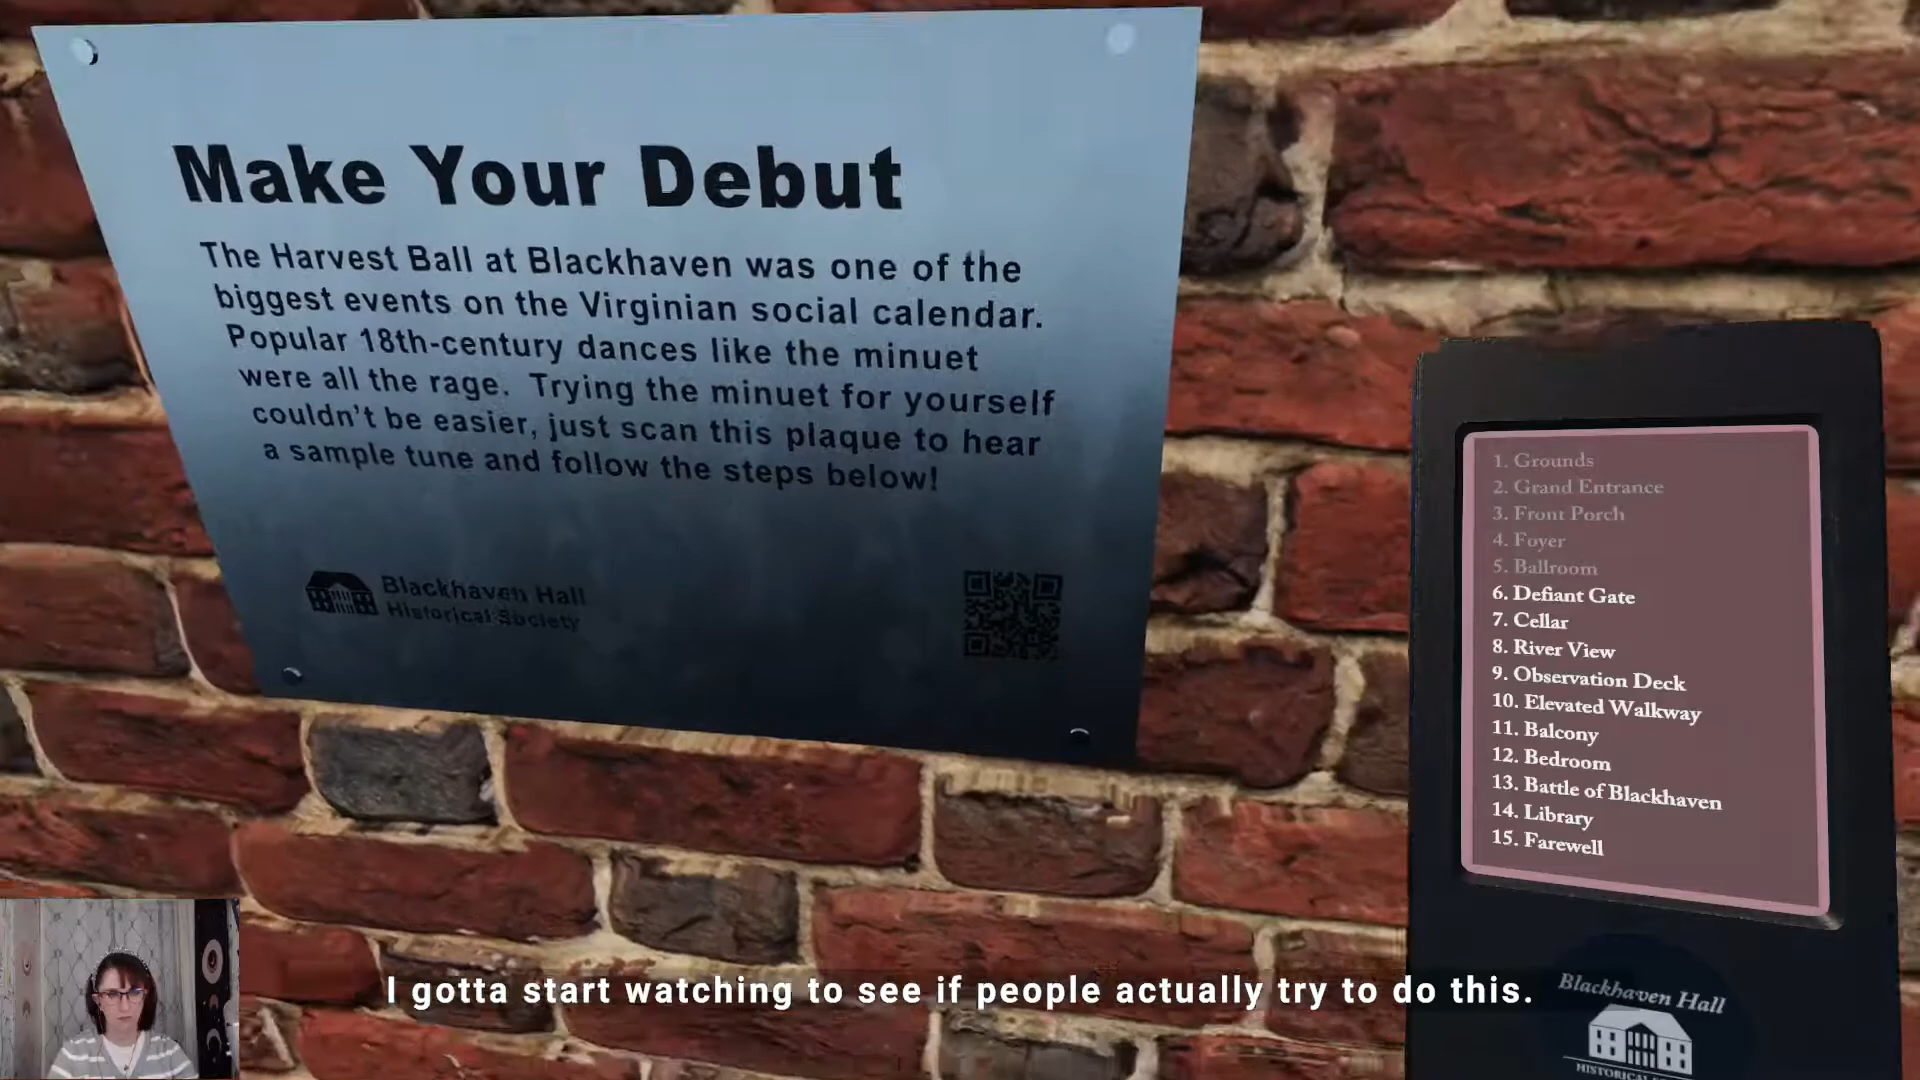 Make Your Debut
The Harvest Ball at Blackhaven was one of the
biggest events on the Virginian social calendar.
Popular 18th-century dances like the minuet
were all the rage. Trying the minuet for yourself
couldn't be easier, just scan this plaque to hear
a sample tune and follow the steps below!
Blackhaven Hall
Historical Society
1. Grounds
2. Grand Entrance
3. Front Porch
4. Foyer
5. Ballroom
6. Defiant Gate
7. Cellar
8. River View
9. Observation Deck
10. Elevated Walkway
11. Balcony
12. Bedroom
13. Battle of Blackhaven
14. Library
15. Farewell
Blackhaven Hall
I gotta start watching to see if people actually try to do this.